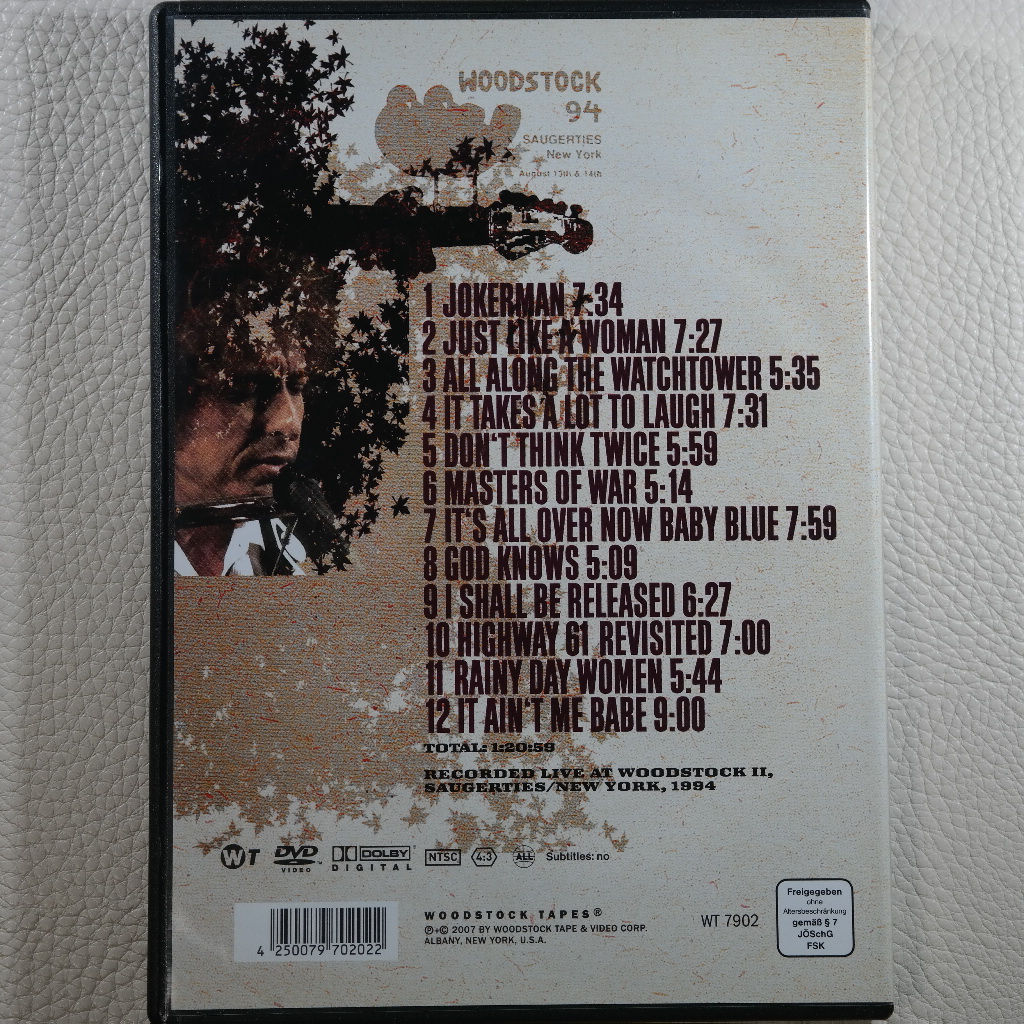 WOODSTOCK
94
SAUGERTIES
New York
August 13th & 14th
1 JOKERMAN 7:34
2 JUST LIKE A WOMAN 7:27
3 ALL ALONG THE WATCHTOWER 5:35
4 IT TAKES A LOT TO LAUGH 7:31
5 DON'T THINK TWICE 5:59
6 MASTERS OF WAR 5:14
7 IT'S ALL OVER NOW BABY BLUE 7:59
8 GOD KNOWS 5:09
9 I SHALL BE RELEASED 6:27
10 HIGHWAY 61 REVISITED 7:00
11 RAINY DAY WOMEN 5:44
12 IT AIN'T ME BABE 9:00
TOTAL: 1:20:59
RECORDED LIVE AT WOODSTOCK II,
SAUGERTIES/NEW YORK, 1994
WT DVD VIDEO DOLBY DIGITAL NTSC 4:3 ALL Subtitles: no
4 250079 702022
WOODSTOCK TAPES®
℗+© 2007 BY WOODSTOCK TAPE & VIDEO CORP.
ALBANY, NEW YORK, U.S.A.
WT 7902
Freigegeben
ohne
Altersbeschränkung
gemäß § 7
JÖSchG
FSK